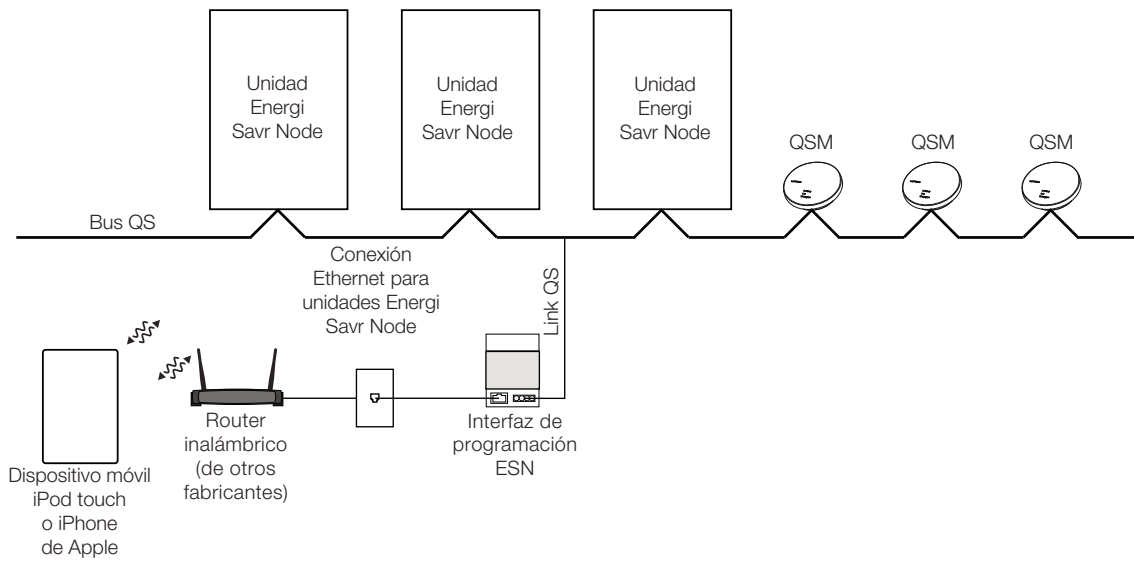 Unidad
Energi
Savr Node
Unidad
Energi
Savr Node
Unidad
Energi
Savr Node
QSM
QSM
QSM
Bus QS
Conexión
Ethernet para
unidades Energi
Savr Node
Link QS
Router
inalámbrico
(de otros
fabricantes)
Interfaz de
programación
ESN
Dispositivo móvil
iPod touch
o iPhone
de Apple